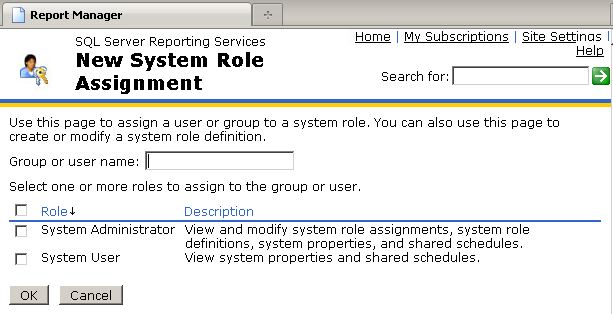 Report Manager
SQL Server Reporting Services
New System Role
Assignment
Home | My Subscriptions | Site Settings |
Help
Search for:
Use this page to assign a user or group to a system role. You can also use this page to
create or modify a system role definition.
Group or user name:
Select one or more roles to assign to the group or user.
Role↓ Description
System Administrator View and modify system role assignments, system role
definitions, system properties, and shared schedules.
System User View system properties and shared schedules.
OK Cancel